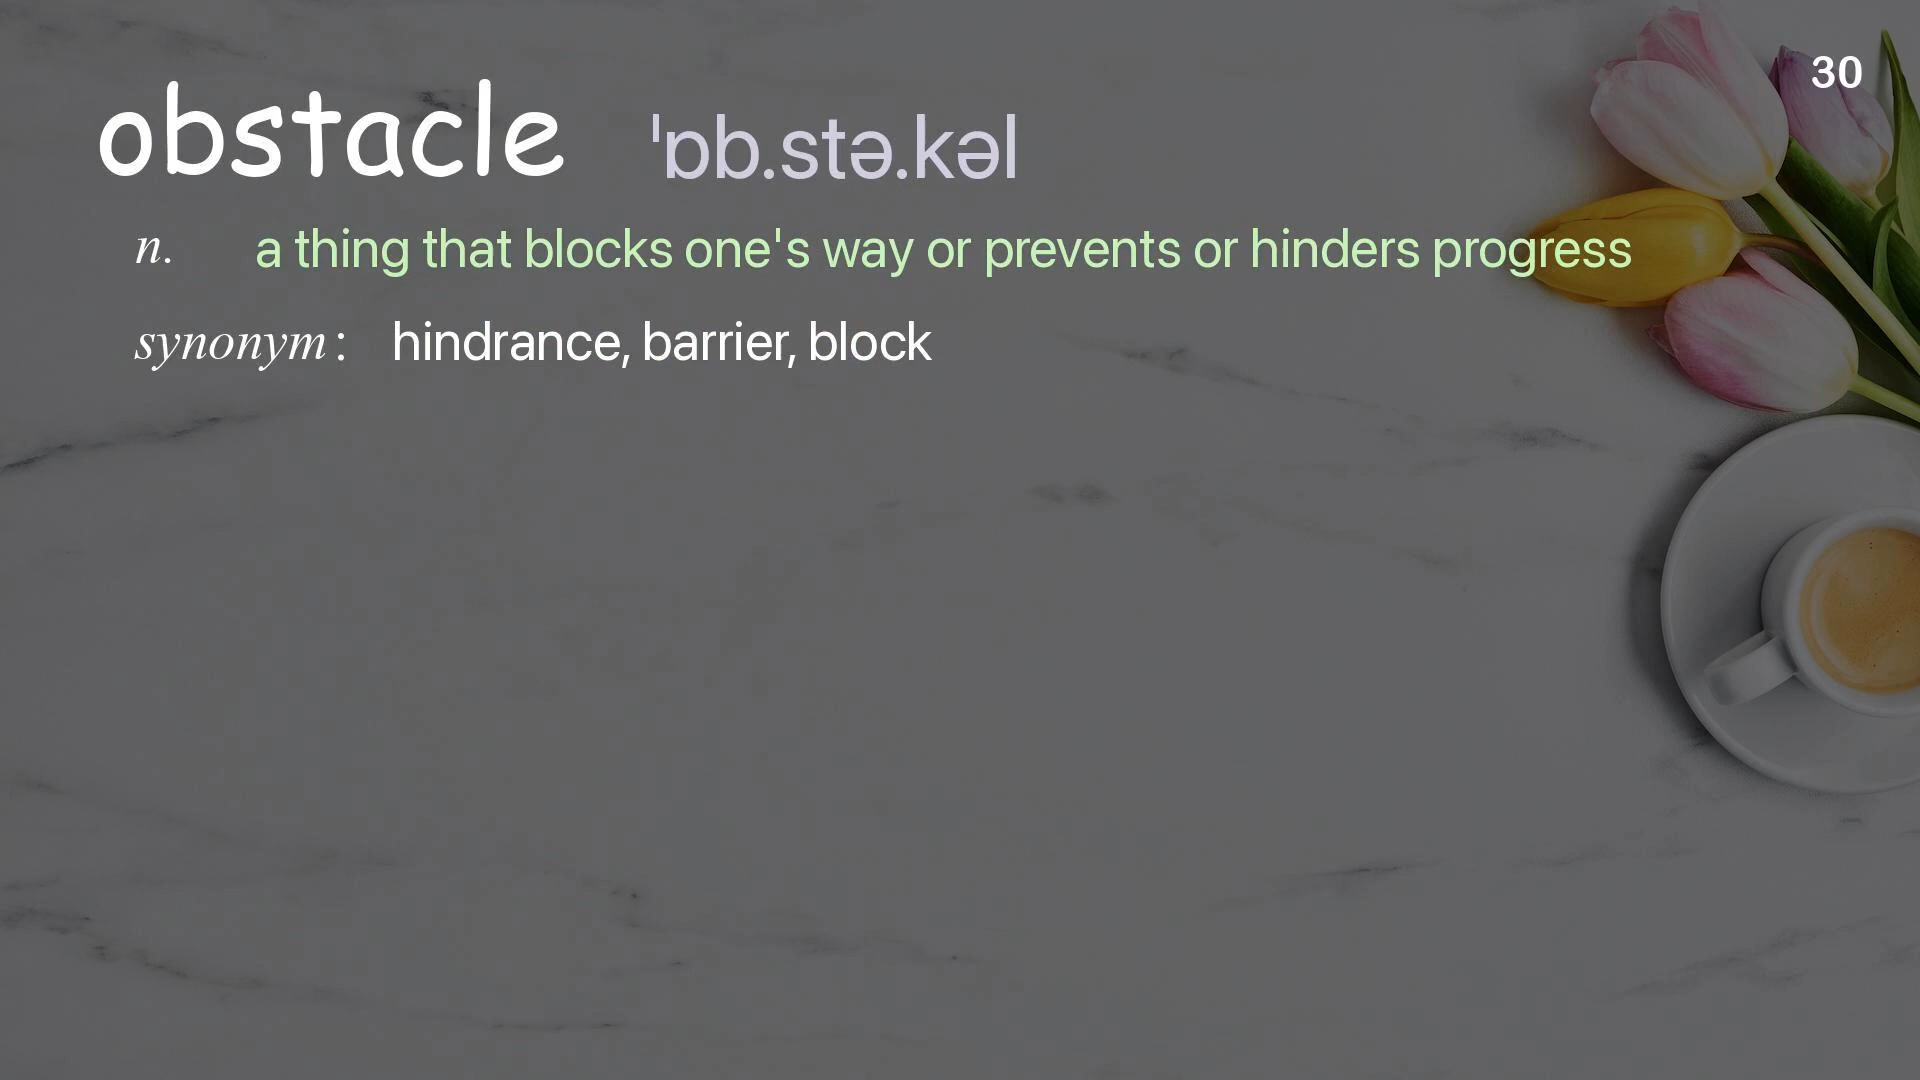 30
obstacle ˈɒb.stə.kəl
n. a thing that blocks one's way or prevents or hinders progress
synonym: hindrance, barrier, block